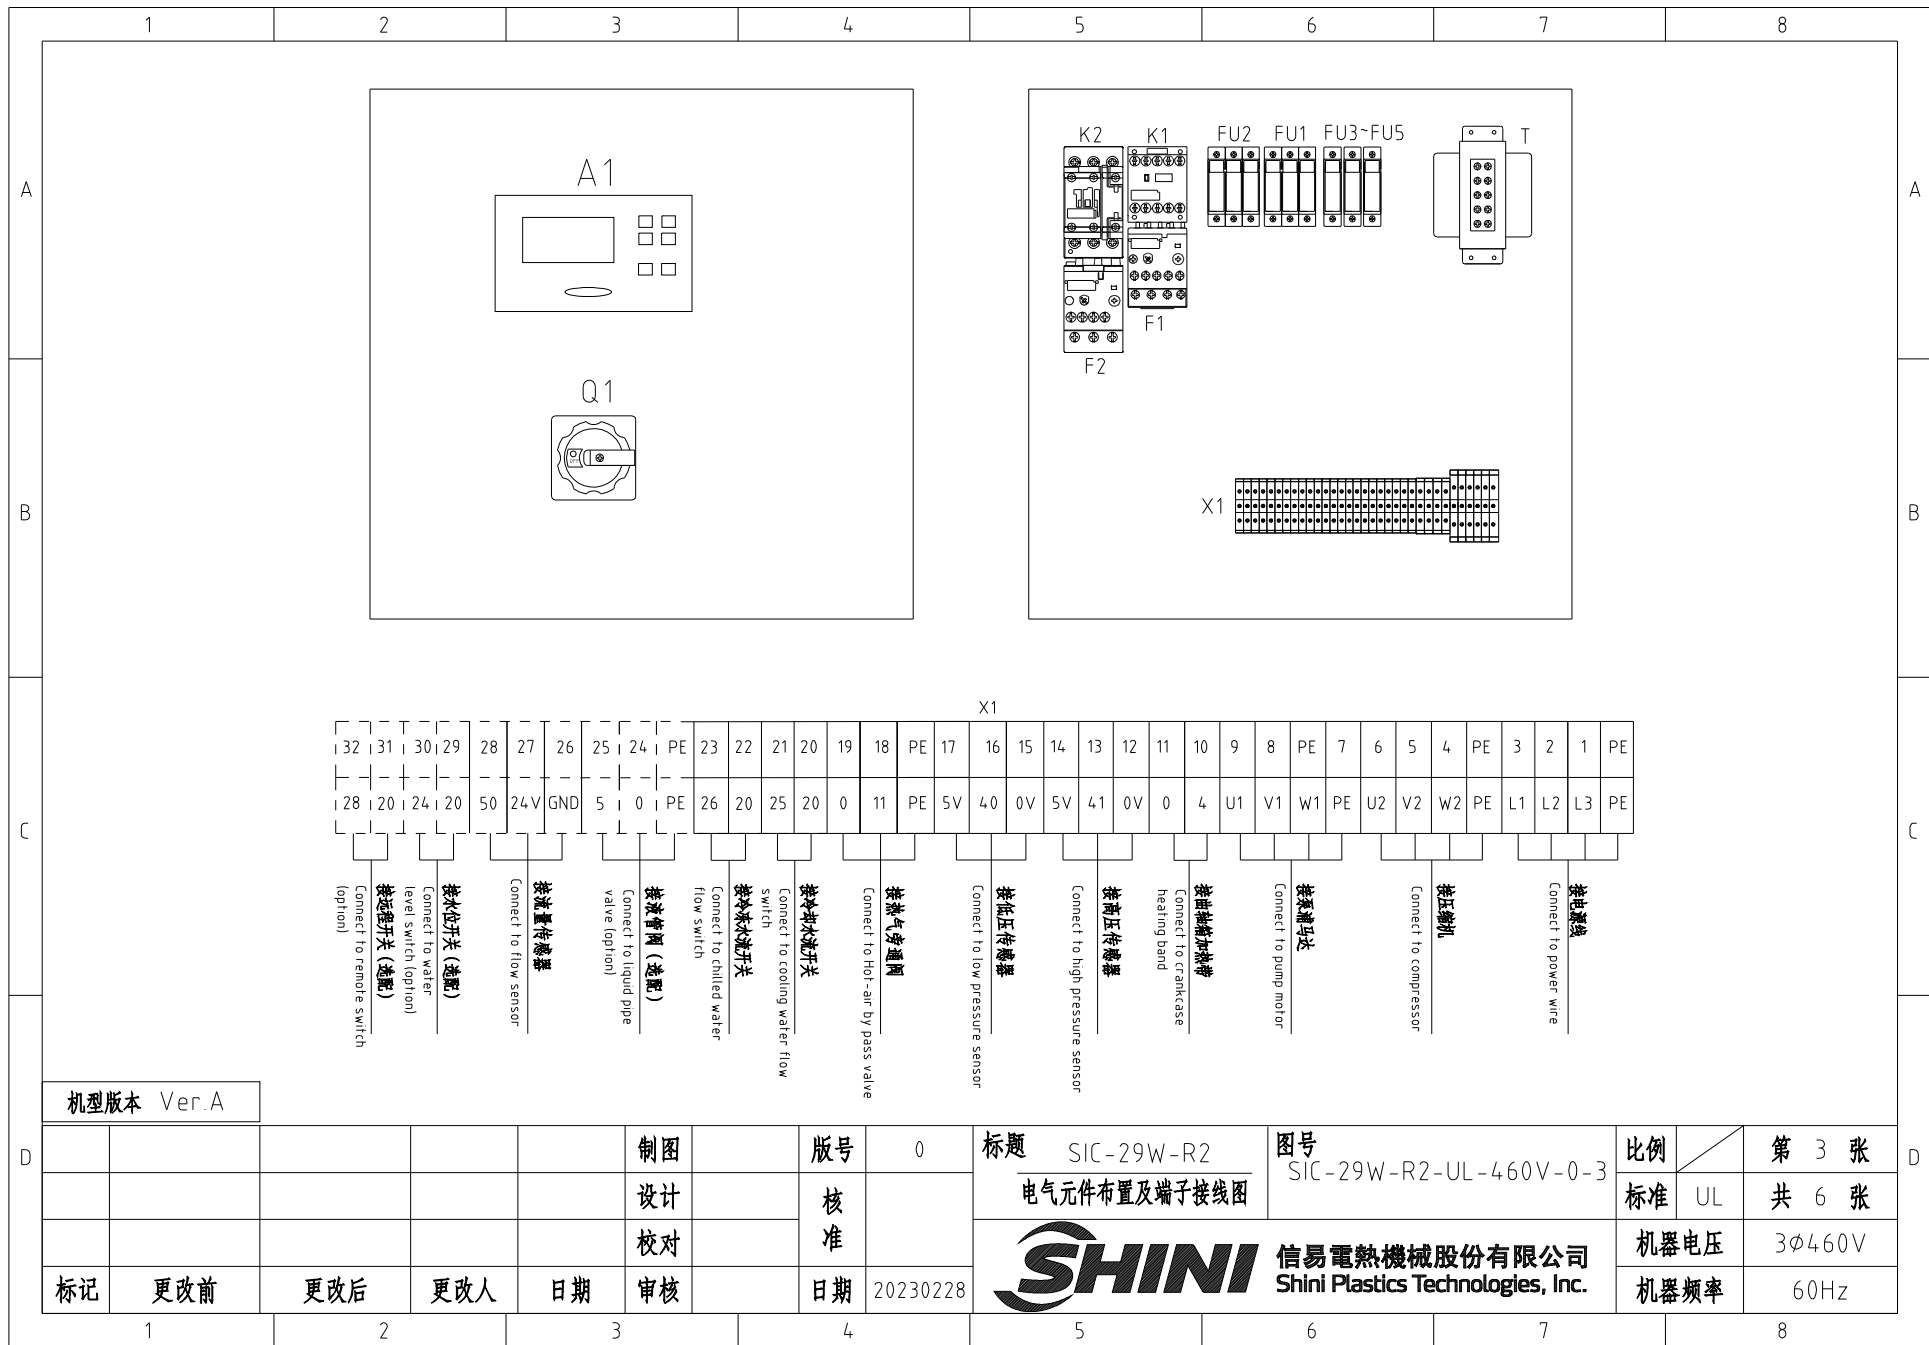 1 2 3 4 5 6 7 8
A A
A1
K2 K1 FU2 FU1 FU3~FU5 T
F1
F2
Q1
OFF
B B
X1
X1
32 31 30 29 28 27 26 25 24 PE 23 22 21 20 19 18 PE 17 16 15 14 13 12 11 10 9 8 PE 7 6 5 4 PE 3 2 1 PE
28 20 24 20 50 24V GND 5 0 PE 26 20 25 20 0 11 PE 5V 40 0V 5V 41 0V 0 4 U1 V1 W1 PE U2 V2 W2 PE L1 L2 L3 PE
C C
接远程开关(选配)
Connect to remote switch
(option)
接水位开关(选配)
Connect to water
level switch (option)
接流量传感器
Connect to flow sensor
接液管阀(选配)
Connect to liquid pipe
valve (option)
接冷冻水流开关
Connect to chilled water
flow switch
接冷却水流开关
Connect to cooling water flow
switch
接热气旁通阀
Connect to Hot-air by pass valve
接低压传感器
Connect to low pressure sensor
接高压传感器
Connect to high pressure sensor
接曲轴箱加热带
Connect to crankcase
heating band
接泵浦马达
Connect to pump motor
接压缩机
Connect to compressor
接电源线
Connect to power wire
机型版本 Ver.A
D D
制图 版号 0
设计 核准
校对
标记 更改前 更改后 更改人 日期 审核 日期 20230228
标题 SIC-29W-R2
电气元件布置及端子接线图
图号
SIC-29W-R2-UL-460V-0-3
比例 第 3 张
标准 UL 共 6 张
机器电压 3Φ460V
机器频率 60Hz
SHINI
信易電熱機械股份有限公司
Shini Plastics Technologies, Inc.
1 2 3 4 5 6 7 8